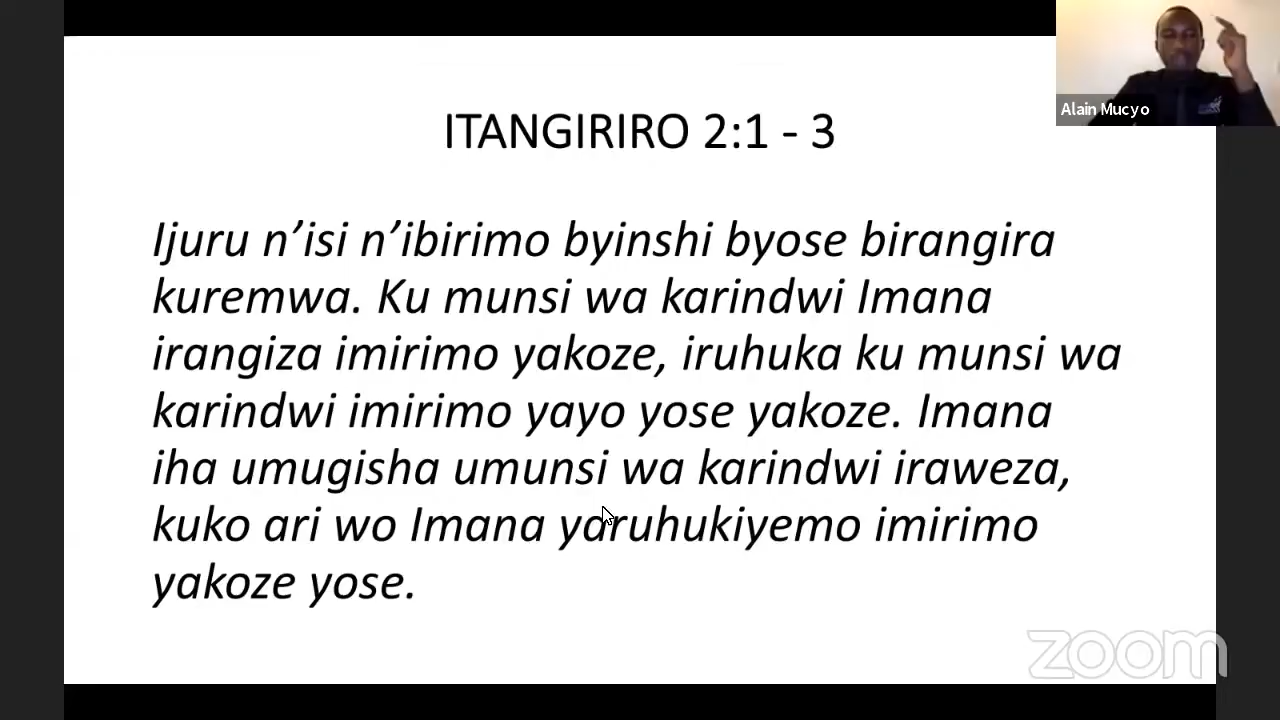 Alain Mucyo
ITANGIRIRO 2:1 - 3
Ijuru n’isi n’ibirimo byinshi byose birangira
kuremwa. Ku munsi wa karindwi Imana
irangiza imirimo yakoze, iruhuka ku munsi wa
karindwi imirimo yayo yose yakoze. Imana
iha umugisha umunsi wa karindwi iraweza,
kuko ari wo Imana yaruhukiyemo imirimo
yakoze yose.
zoom